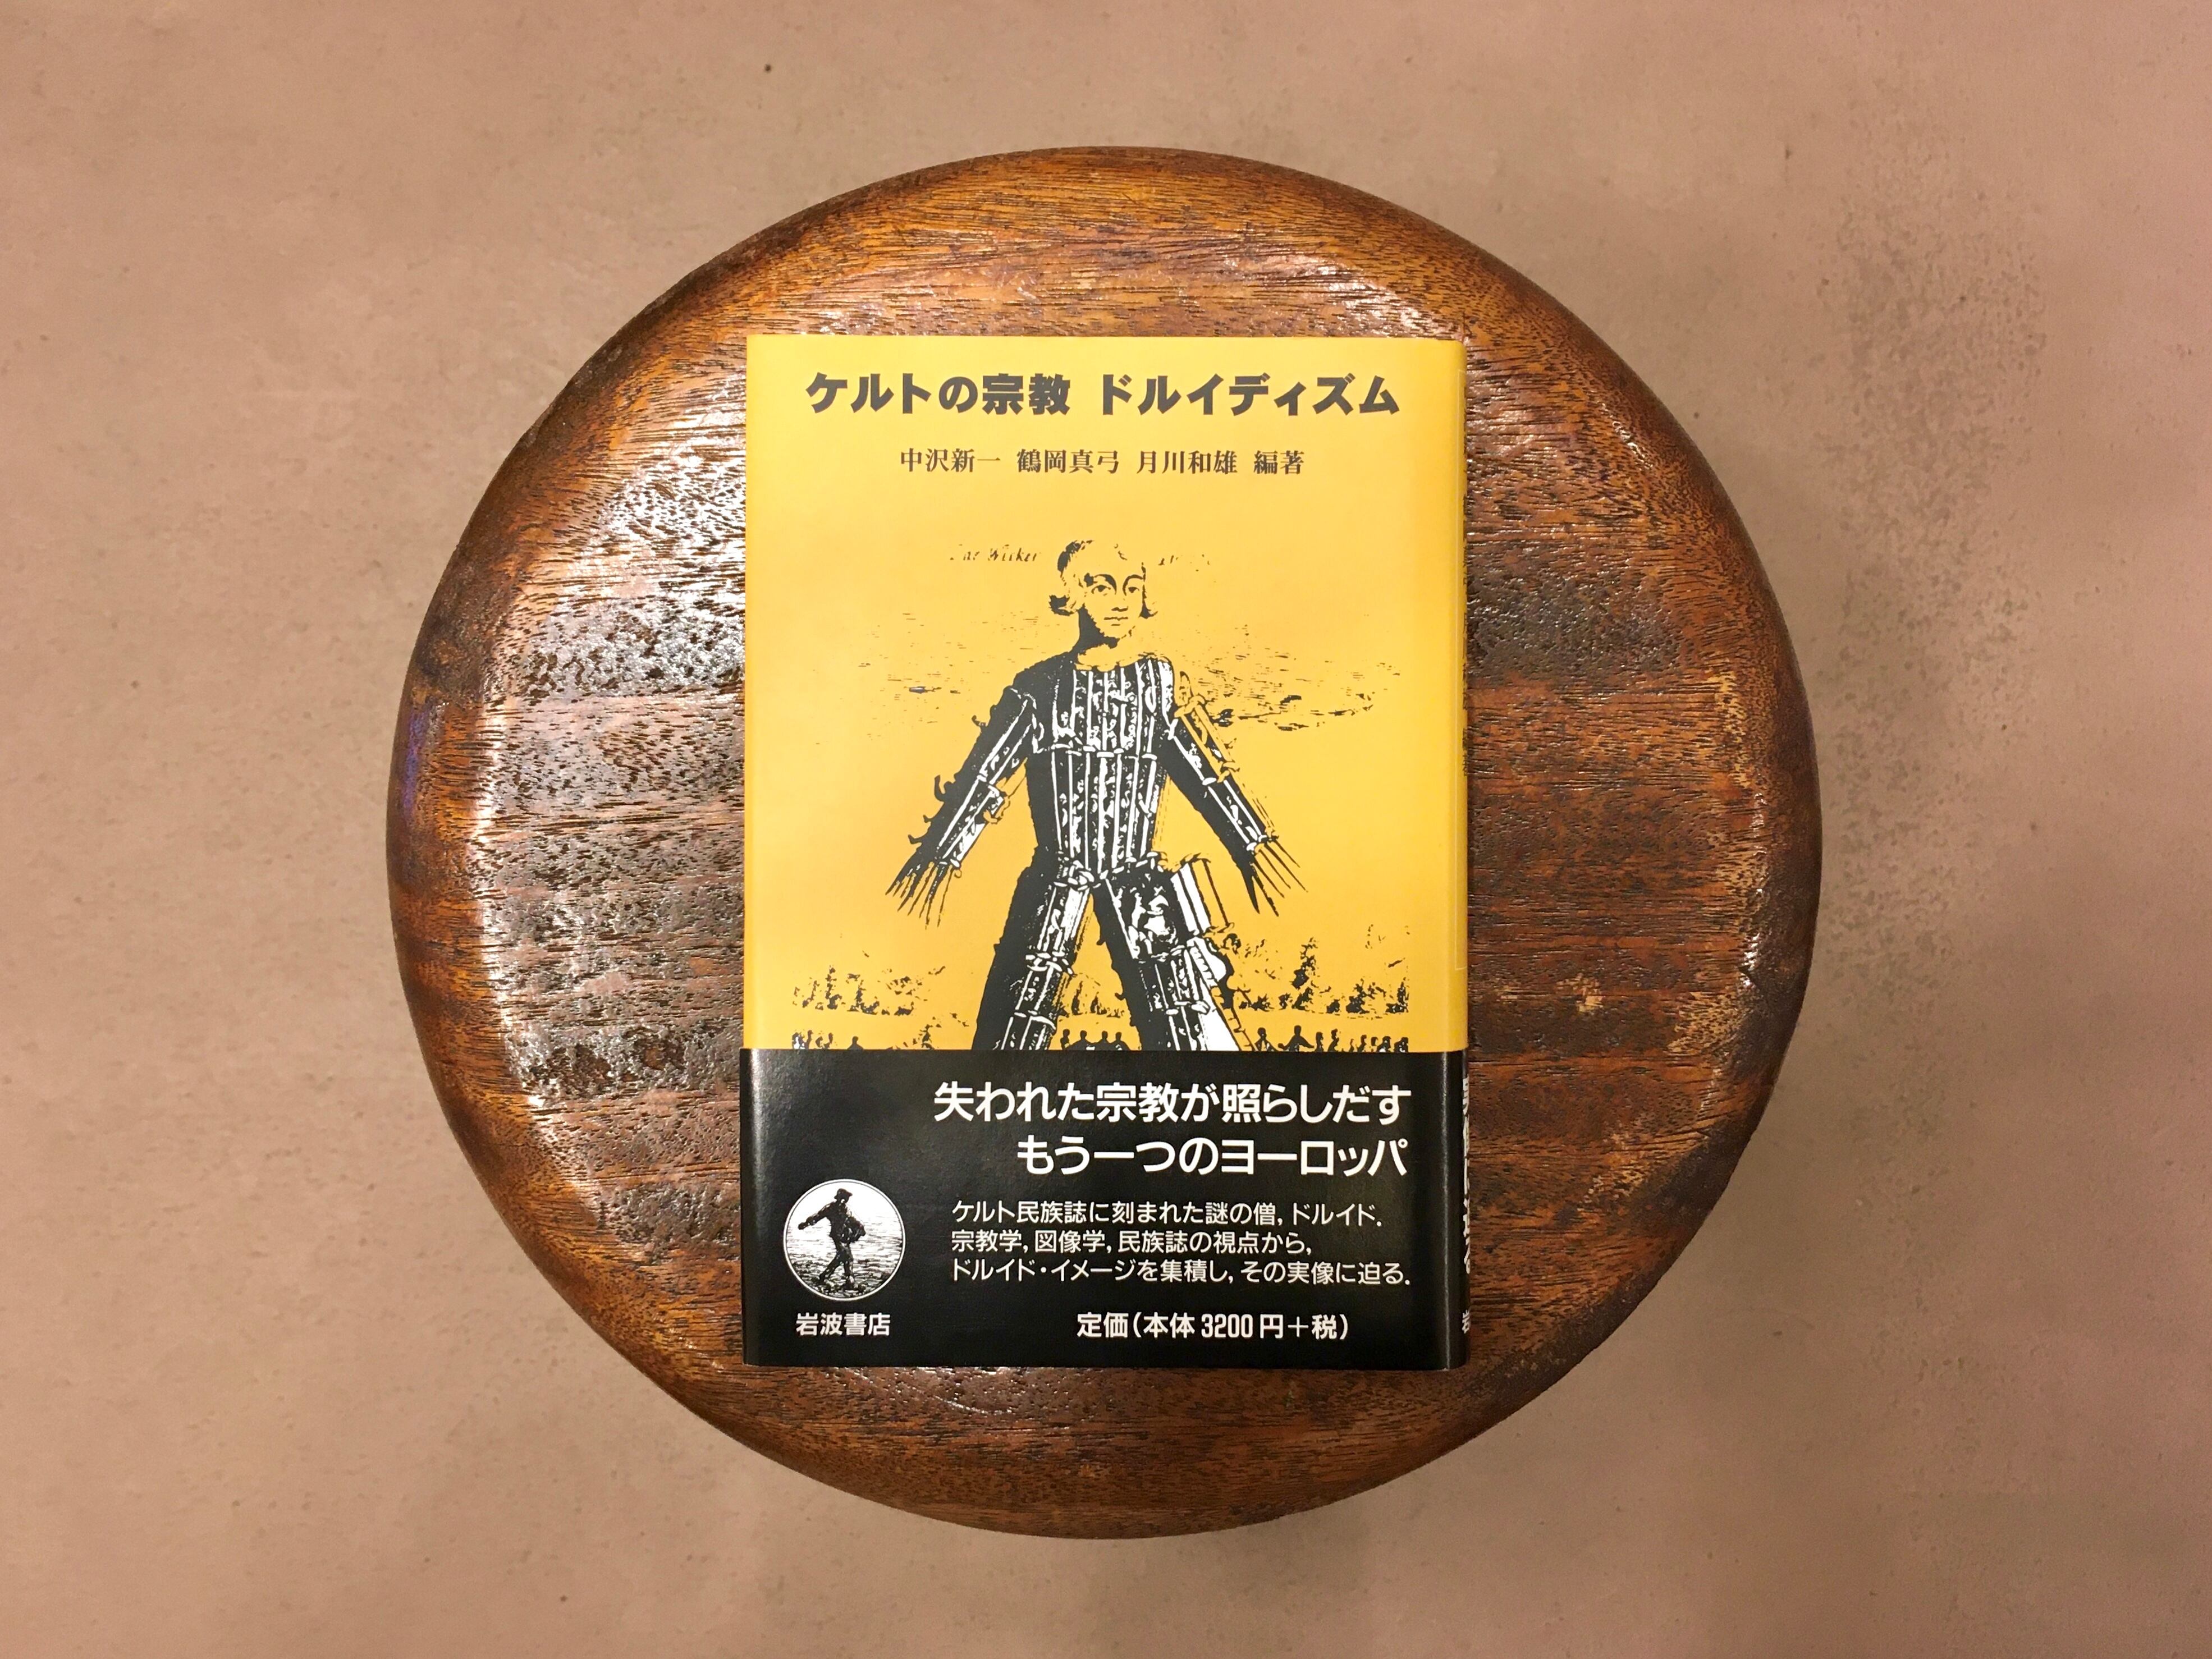 ケルトの宗教 ドルイディズム
中沢新一 鶴岡真弓 月川和雄 編著
Wicker
失われた宗教が照らしだす
もう一つのヨーロッパ
ケルト民族誌に刻まれた謎の僧,ドルイド.
宗教学,図像学,民族誌の視点から,
ドルイド・イメージを集積し,その実像に迫る.
岩波書店
定価(本体3200円+税)